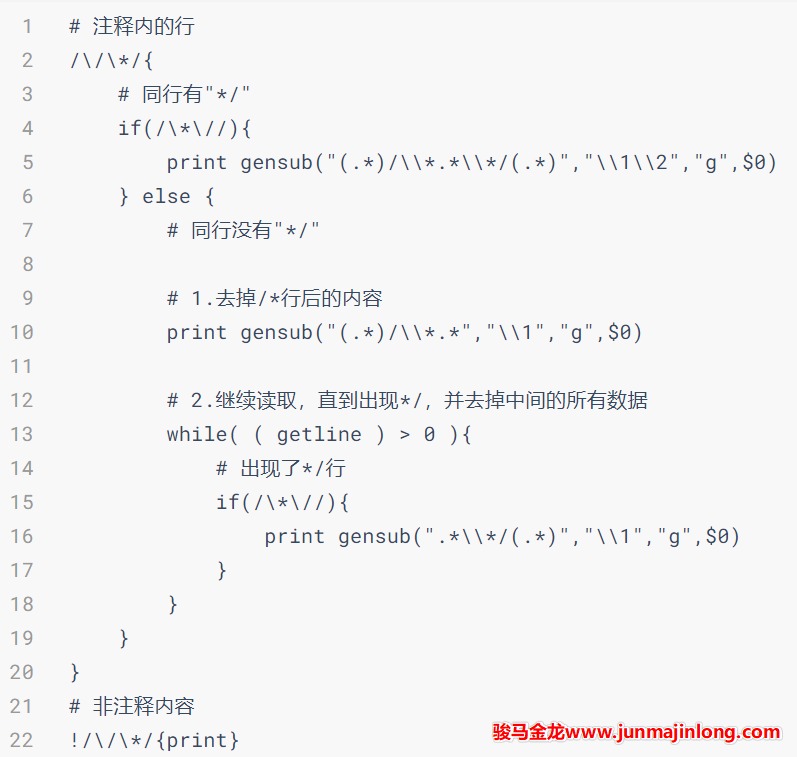 1 # 注释内的行
2 /\/\*/{
3     # 同行有"*/"
4     if(/\*\//){
5         print gensub("(.*)/\\*.*\\*/(.*)","\\1\\2","g",$0)
6     } else {
7         # 同行没有"*/"
8
9         # 1.去掉/*行后的内容
10         print gensub("(.*)/\\*.*","\\1","g",$0)
11
12         # 2.继续读取，直到出现*/，并去掉中间的所有数据
13         while( ( getline ) > 0 ){
14             # 出现了*/行
15             if(/\*\//){
16                 print gensub(".*\\*/(.*)","\\1","g",$0)
17             }
18         }
19     }
20 }
21 # 非注释内容
22 !/\/\*/{print}
骏马金龙www.junmajinlong.com